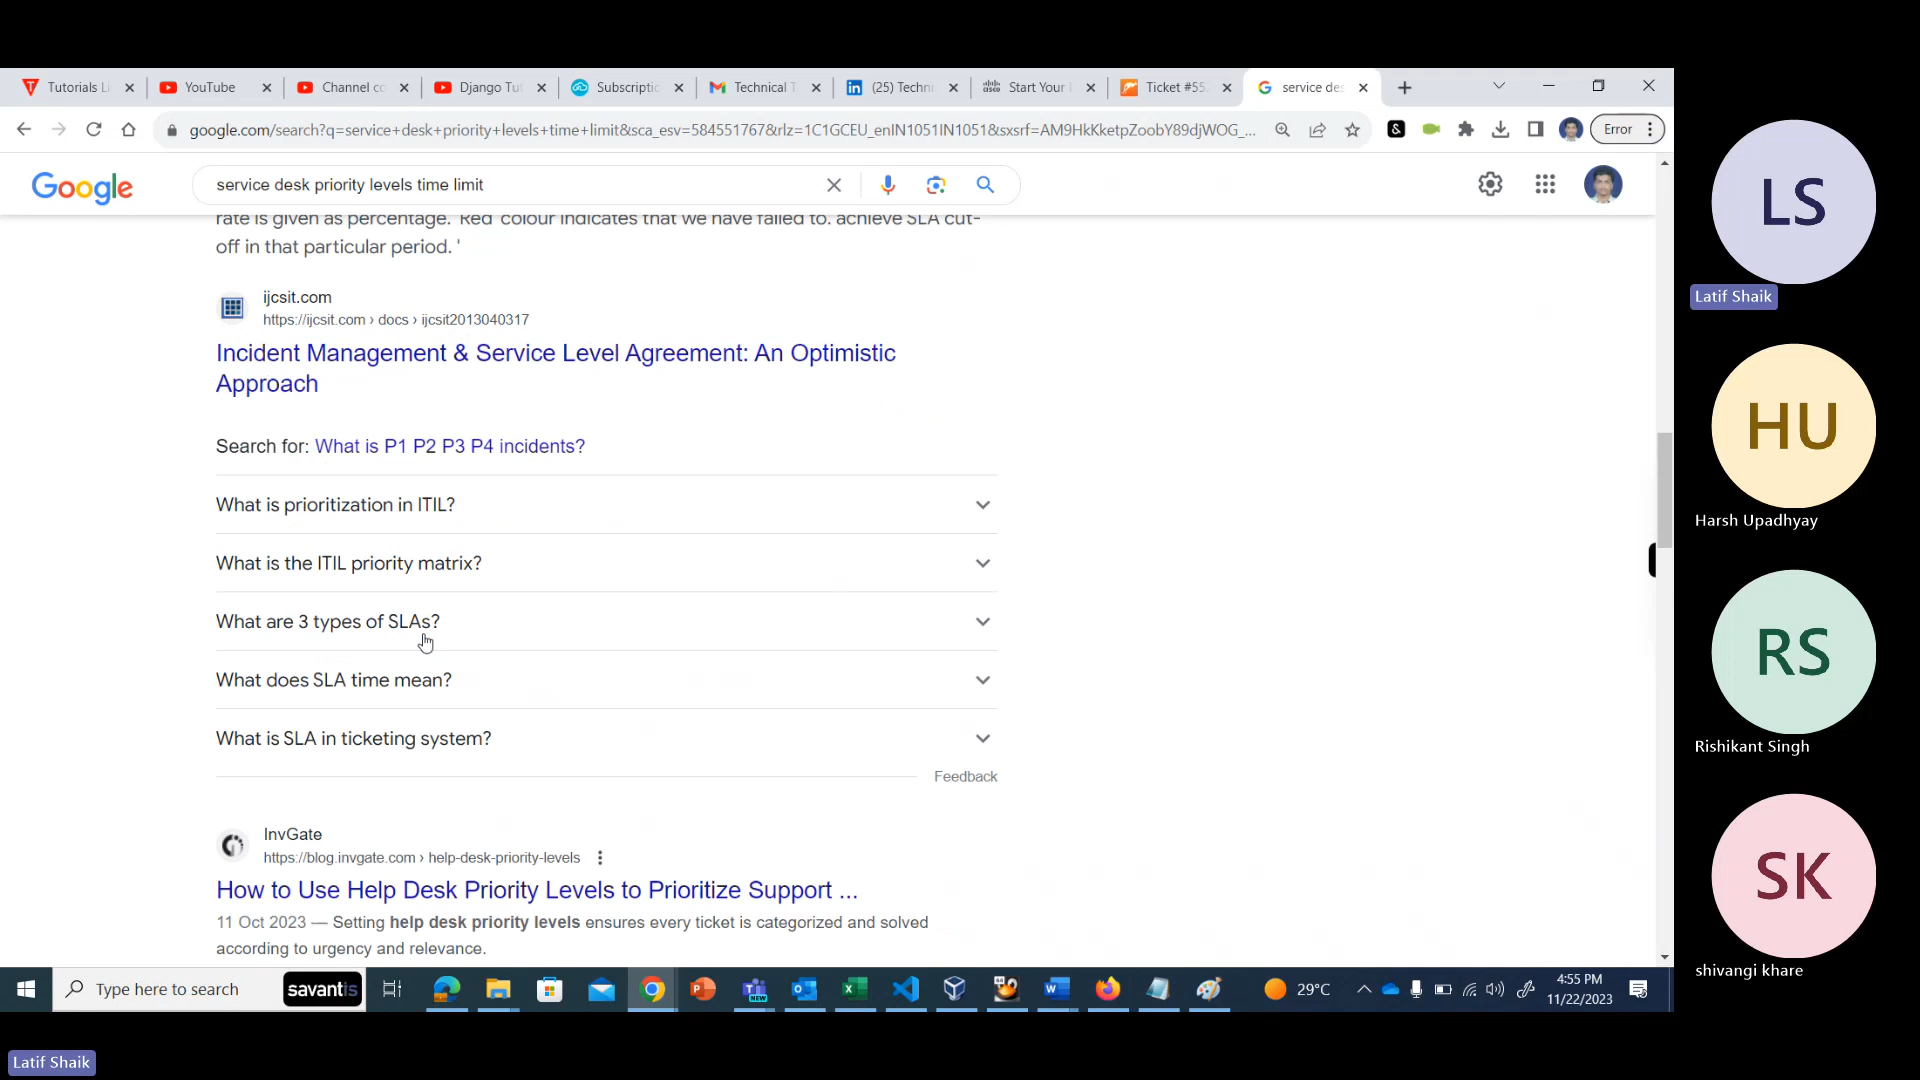 Tutorials Li
YouTube
Channel co
Django Tut
Subscriptio
Technical T
(25) Techni
Start Your
Ticket #55
service des
google.com/search?q=service+desk+priority+levels+time+limit&sca_esv=584551767&rlz=1C1GCEU_enIN1051IN1051&sxsrf=AM9HkKketpZoobY89djWOG_...
Error
Google
service desk priority levels time limit
rate is given as percentage. 'Red' colour indicates that we have failed to. achieve SLA cut-
off in that particular period. '
ijcsit.com
https://ijcsit.com › docs › ijcsit2013040317
Incident Management & Service Level Agreement: An Optimistic
Approach
Search for: What is P1 P2 P3 P4 incidents?
What is prioritization in ITIL?
What is the ITIL priority matrix?
What are 3 types of SLAs?
What does SLA time mean?
What is SLA in ticketing system?
Feedback
InvGate
https://blog.invgate.com › help-desk-priority-levels
How to Use Help Desk Priority Levels to Prioritize Support ...
11 Oct 2023 — Setting help desk priority levels ensures every ticket is categorized and solved
according to urgency and relevance.
Type here to search
savantis
NEW
29°C
4:55 PM
11/22/2023
LS
Latif Shaik
HU
Harsh Upadhyay
RS
Rishikant Singh
SK
shivangi khare
Latif Shaik